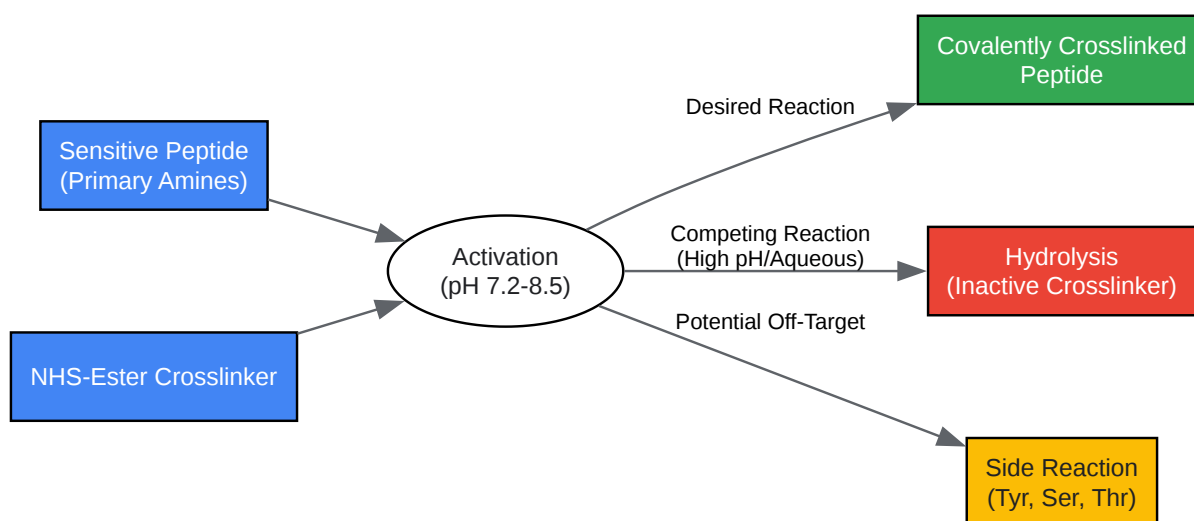 Covalently Crosslinked
Peptide
Desired Reaction
Sensitive Peptide
(Primary Amines)
Competing Reaction
(High pH/Aqueous)
Activation
(pH 7.2-8.5)
Hydrolysis
(Inactive Crosslinker)
Potential Off-Target
NHS-Ester Crosslinker
Side Reaction
(Tyr, Ser, Thr)